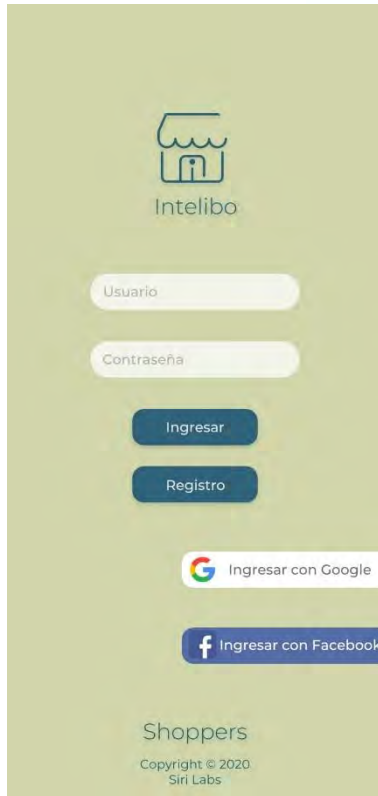 Intelibo
Usuario
Contraseña
Ingresar
Registro
Ingresar con Google
Ingresar con Facebook
Shoppers
Copyright © 2020
Siri Labs